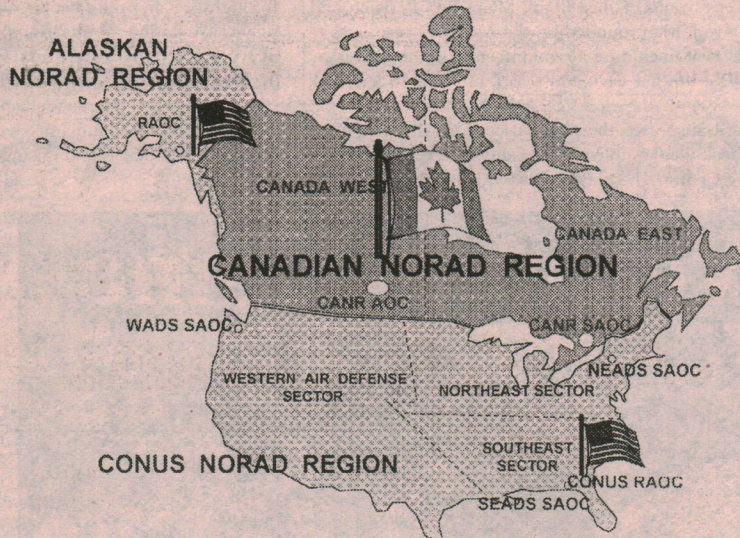 ALASKAN
NORAD REGION
RAOC
CANADA WEST
CANADA EAST
CANADIAN NORAD REGION
CANR AOC
WADS SAOC
CANR SAOC
NEADS SAOC
WESTERN AIR DEFENSE
SECTOR
NORTHEAST SECTOR
SOUTHEAST
SECTOR
CONUS NORAD REGION
CONUS RAOC
SEADS SAOC